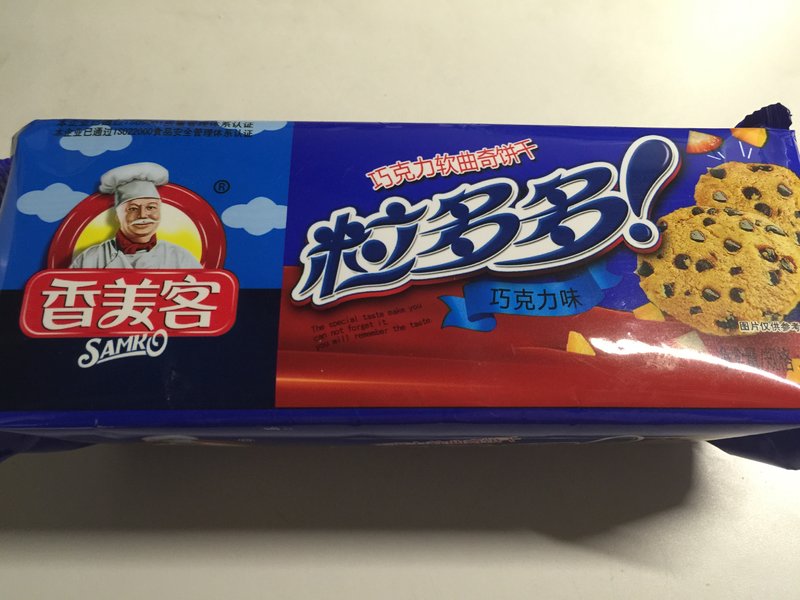 本企业已通过ISO22000食品安全管理体系认证
®
香美客
SAMKO
巧克力软曲奇饼干
粒多多!
巧克力味
The special taste make you
can not forget it.
you will remember the taste
图片仅供参考